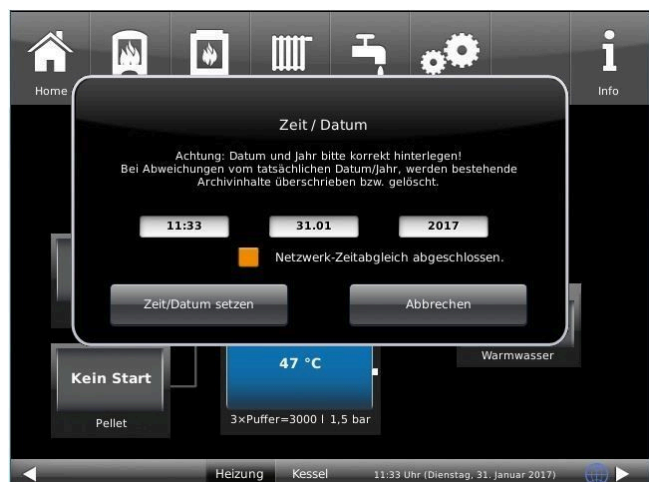 Home
Info
Zeit / Datum
Achtung: Datum und Jahr bitte korrekt hinterlegen!
Bei Abweichungen vom tatsächlichen Datum/Jahr, werden bestehende
Archivinhalte überschrieben bzw. gelöscht.
11:33 31.01 2017
Netzwerk-Zeitabgleich abgeschlossen.
Zeit/Datum setzen Abbrechen
47 °C
Warmwasser
Kein Start
Pellet
3×Puffer=3000 l 1,5 bar
Heizung Kessel 11:33 Uhr (Dienstag, 31. Januar 2017)